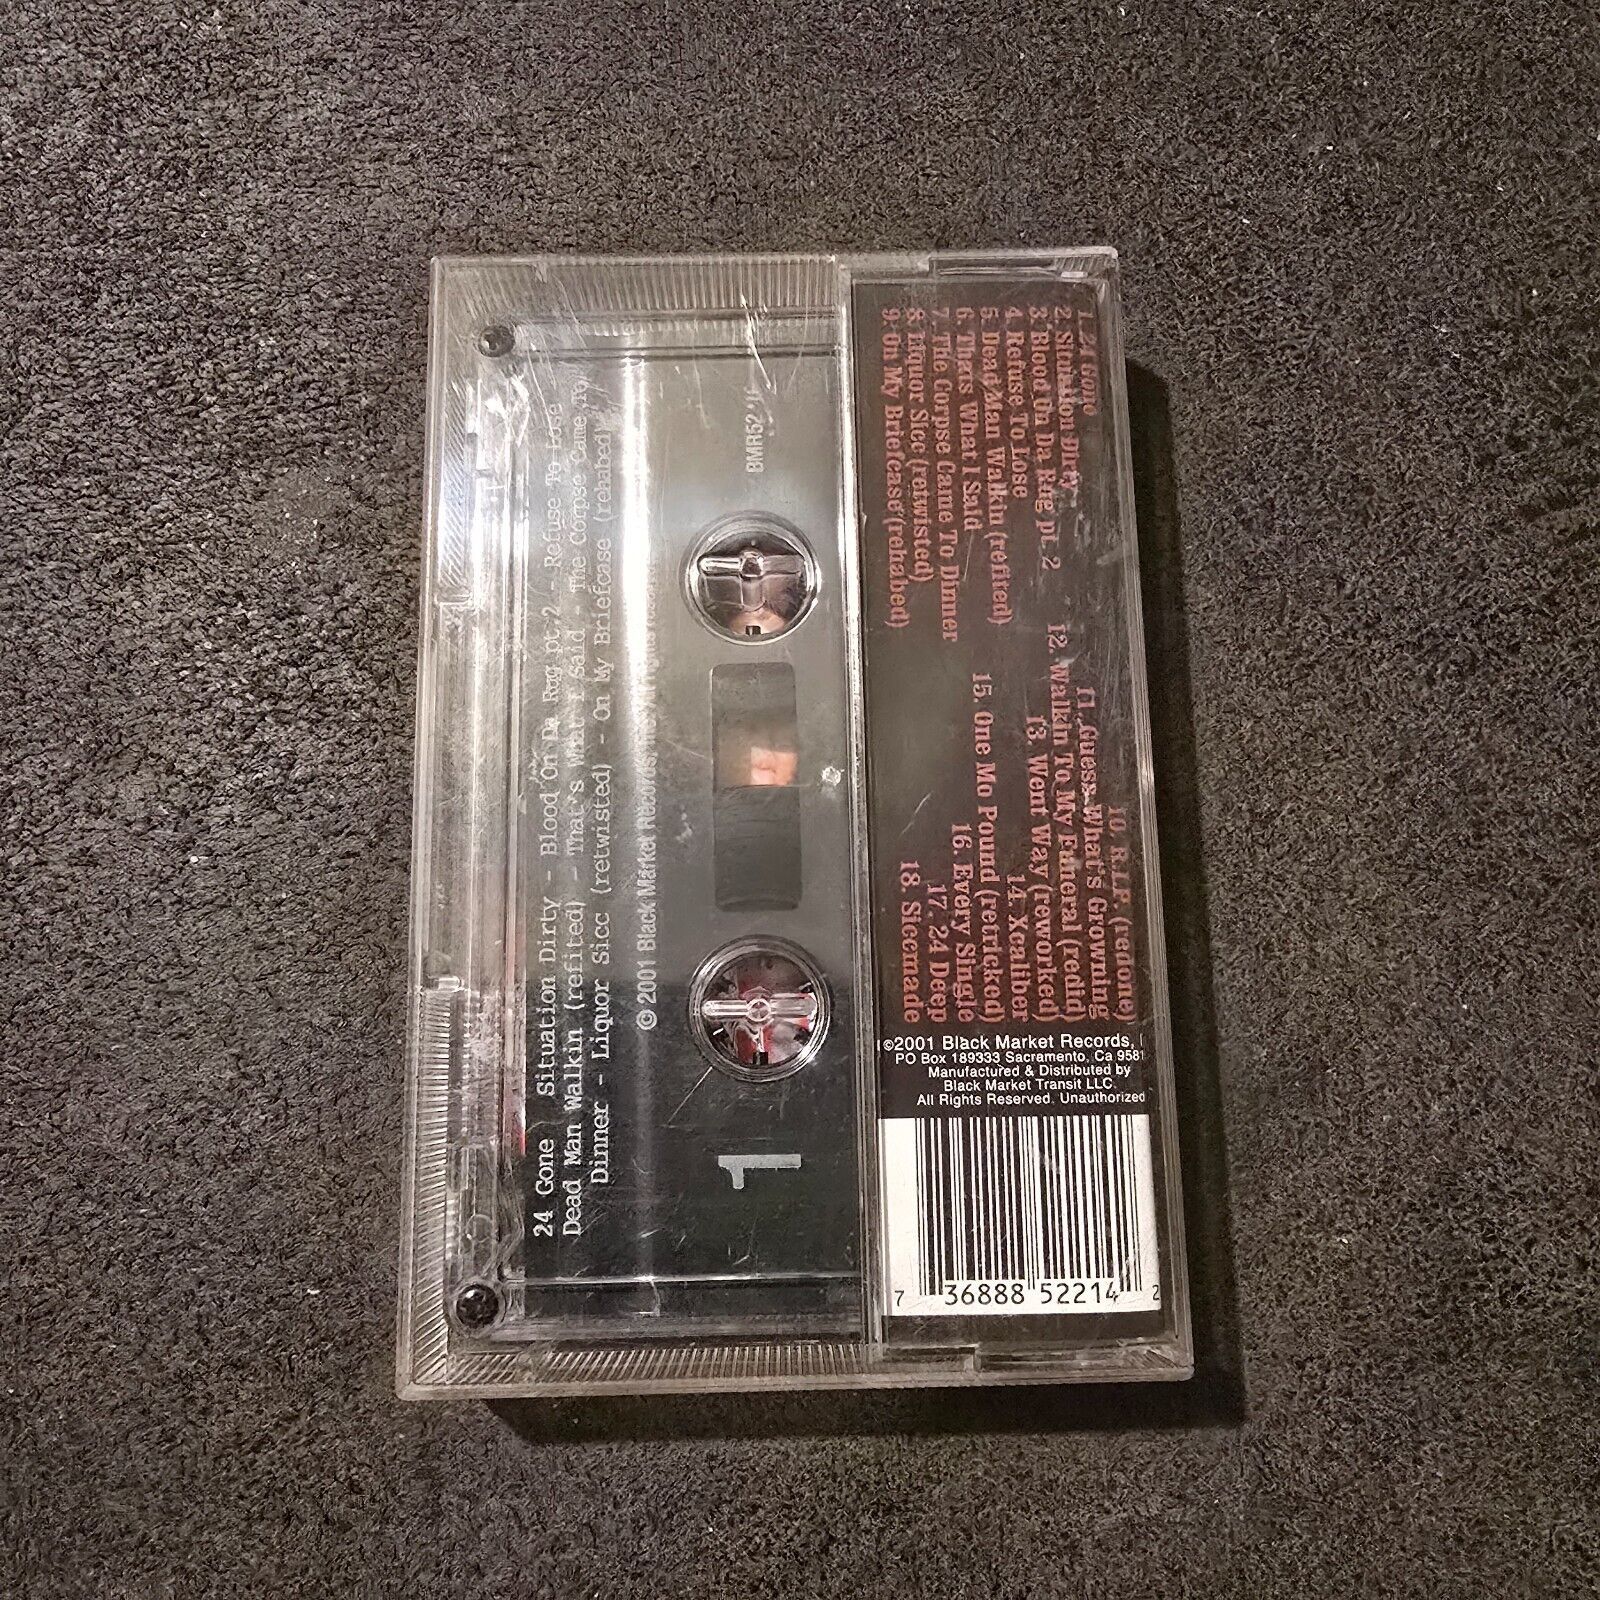 24 Gone Situation Dirty - Blood On Da Rug pt.2 - Refuse To Lose
Dead Man Walkin (refited) - That's What I Said - The Corpse Came To
Dinner - Liquor Sicc (retwisted) - On My Briefcase (rehabed)
© 2001 Black Market Records
1
1. 24 Gone
2. Situation Dirty
3. Blood On Da Rug pt. 2
4. Refuse To Lose
5. Dead Man Walkin (refited)
6. Thats What I Said
7. The Corpse Came To Dinner
8. Liquor Sicc (retwisted)
9. On My Briefcase (rehabed)
10. R.I.P. (redone)
11. Guess What's Growning
12. Walkin To My Funeral (redid)
13. Went Way (reworked)
14. Xcaliber
15. One Mo Pound (retricked)
16. Every Single
17. 24 Deep
18. Siccmade
©2001 Black Market Records,
PO Box 189333 Sacramento, Ca 9581
Manufactured & Distributed by
Black Market Transit LLC.
All Rights Reserved. Unauthorized
7 36888 52214 2